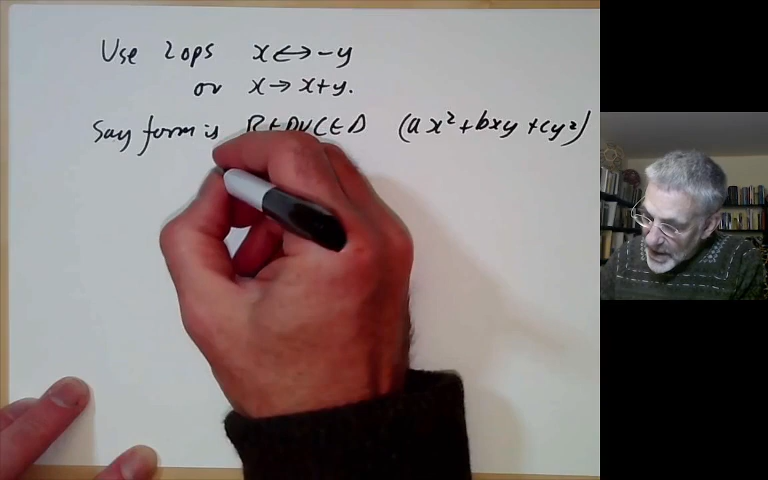 Use 2 ops x ↔ -y
or x → x+y.
Say form is REDUCED (ax²+bxy+cy²)